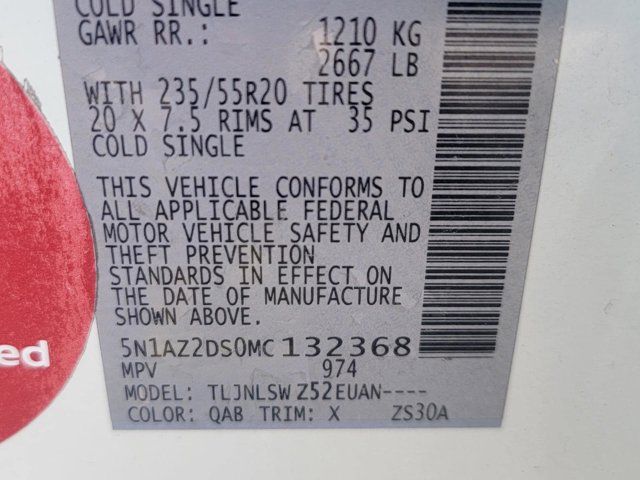 COLD SINGLE
GAWR RR.: 1210 KG
2667 LB
WITH 235/55R20 TIRES
20 X 7.5 RIMS AT 35 PSI
COLD SINGLE
THIS VEHICLE CONFORMS TO
ALL APPLICABLE FEDERAL
MOTOR VEHICLE SAFETY AND
THEFT PREVENTION
STANDARDS IN EFFECT ON
THE DATE OF MANUFACTURE
SHOWN ABOVE.
5N1AZ2DS0MC132368
MPV 974
MODEL: TLJNLSW Z52EUAN----
COLOR: QAB TRIM: X ZS30A